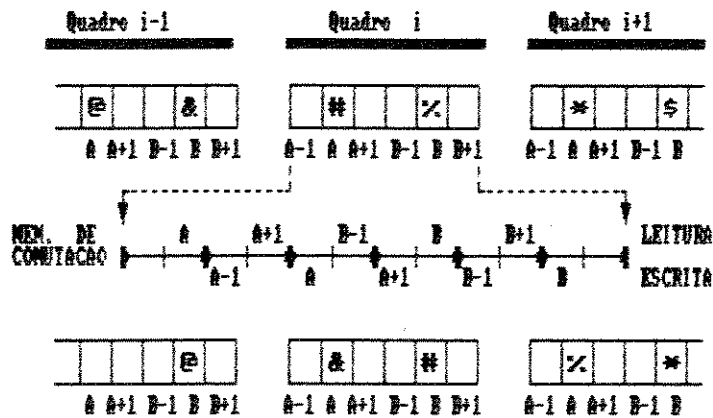 Quadro i-1 Quadro i Quadro i+1
@ & # % * $
A A+1 B-1 B B+1 A-1 A A+1 B-1 B B+1 A-1 A A+1 B-1 B
MEM. DE A A+1 B-1 B B+1 LEITURA
COMUTACAO A-1 A A+1 B-1 B ESCRITA
@ & # % *
A A+1 B-1 B B+1 A-1 A A+1 B-1 B B+1 A-1 A A+1 B-1 B